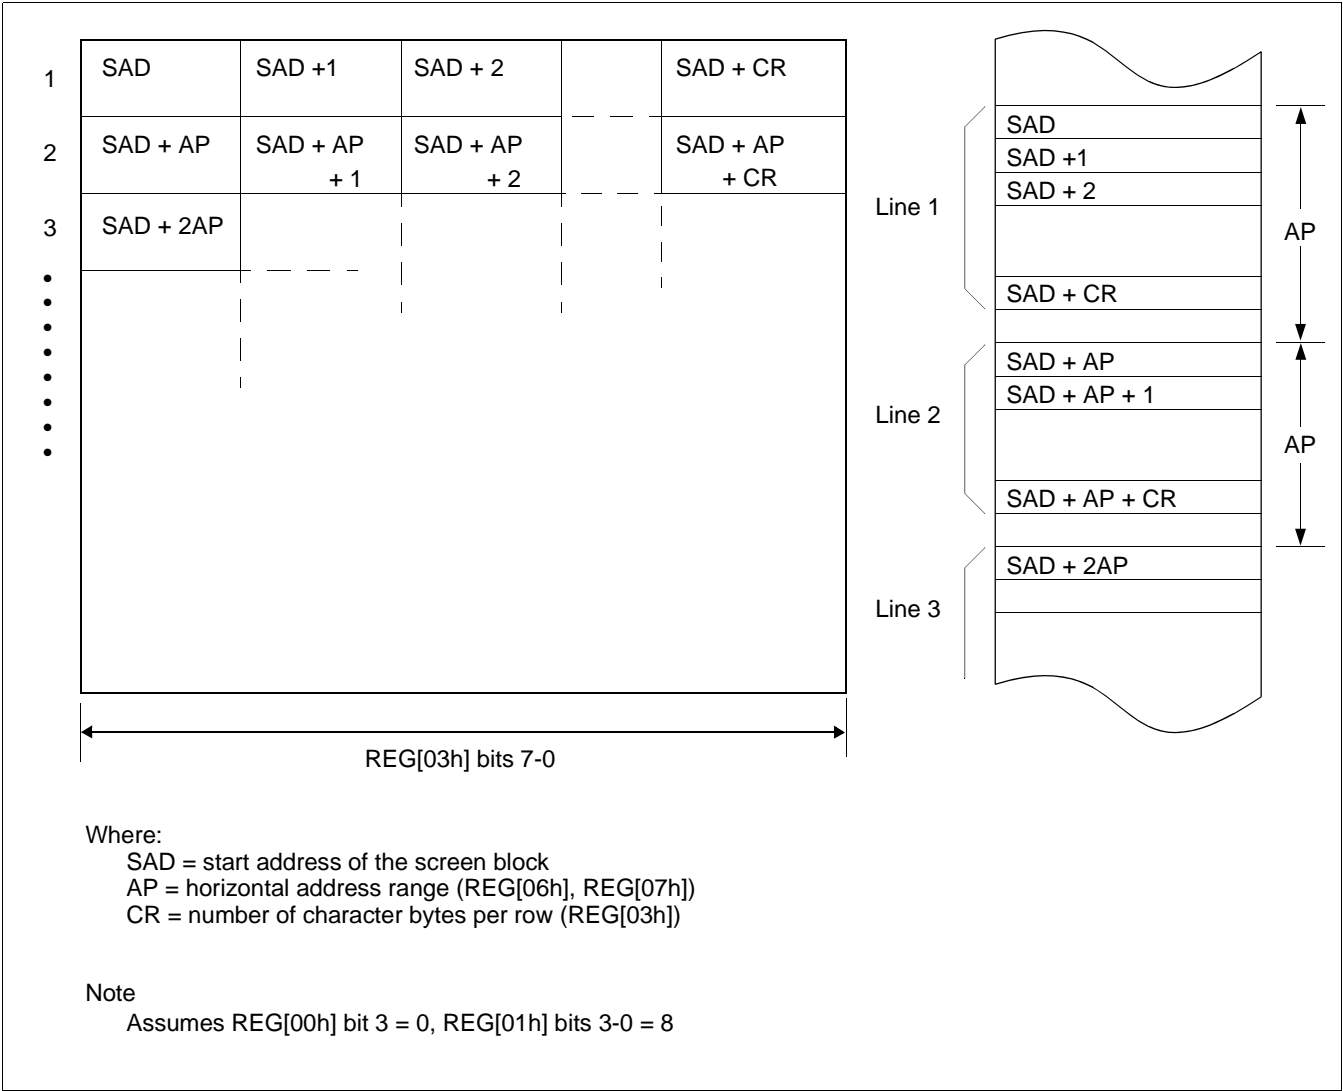 1 SAD SAD +1 SAD + 2 SAD + CR
2 SAD + AP SAD + AP + 1 SAD + AP + 2 SAD + AP + CR
3 SAD + 2AP
REG[03h] bits 7-0
Line 1
SAD
SAD +1
SAD + 2
SAD + CR
AP
Line 2
SAD + AP
SAD + AP + 1
SAD + AP + CR
AP
Line 3
SAD + 2AP
Where:
SAD = start address of the screen block
AP = horizontal address range (REG[06h], REG[07h])
CR = number of character bytes per row (REG[03h])
Note
Assumes REG[00h] bit 3 = 0, REG[01h] bits 3-0 = 8